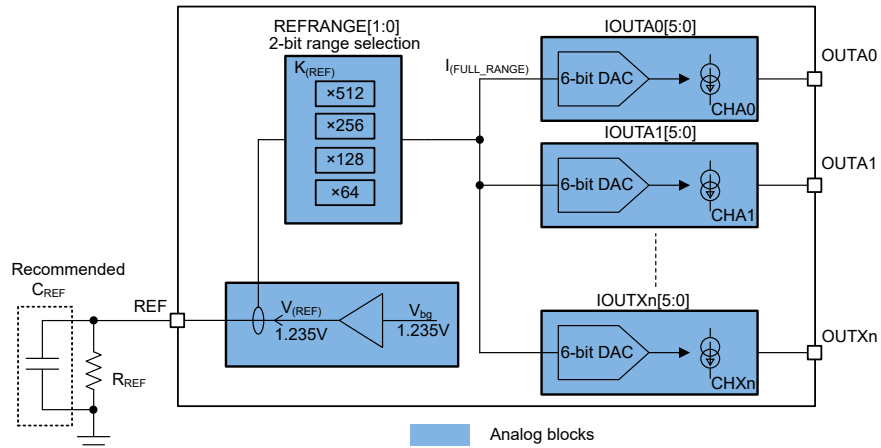 REFRANGE[1:0]
2-bit range selection
K(REF)
×512
×256
×128
×64
I(FULL_RANGE)
IOUTA0[5:0]
6-bit DAC
CHA0
OUTA0
IOUTA1[5:0]
6-bit DAC
CHA1
OUTA1
Recommended
CREF
REF
RREF
V(REF)
1.235V
Vbg
1.235V
IOUTXn[5:0]
6-bit DAC
CHXn
OUTXn
Analog blocks